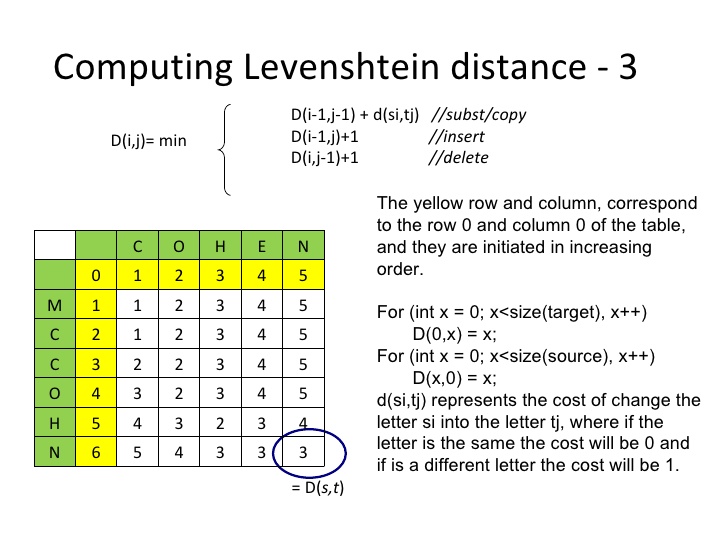 Computing Levenshtein distance - 3
D(i,j)= min
D(i-1,j-1) + d(si,tj) //subst/copy
D(i-1,j)+1 //insert
D(i,j-1)+1 //delete
The yellow row and column, correspond
to the row 0 and column 0 of the table,
and they are initiated in increasing
order.
For (int x = 0; x<size(target), x++)
D(0,x) = x;
For (int x = 0; x<size(source), x++)
D(x,0) = x;
d(si,tj) represents the cost of change the
letter si into the letter tj, where if the
letter is the same the cost will be 0 and
if is a different letter the cost will be 1.
C O H E N
0 1 2 3 4 5
M 1 1 2 3 4 5
C 2 1 2 3 4 5
C 3 2 2 3 4 5
O 4 3 2 3 4 5
H 5 4 3 2 3 4
N 6 5 4 3 3 3
= D(s,t)